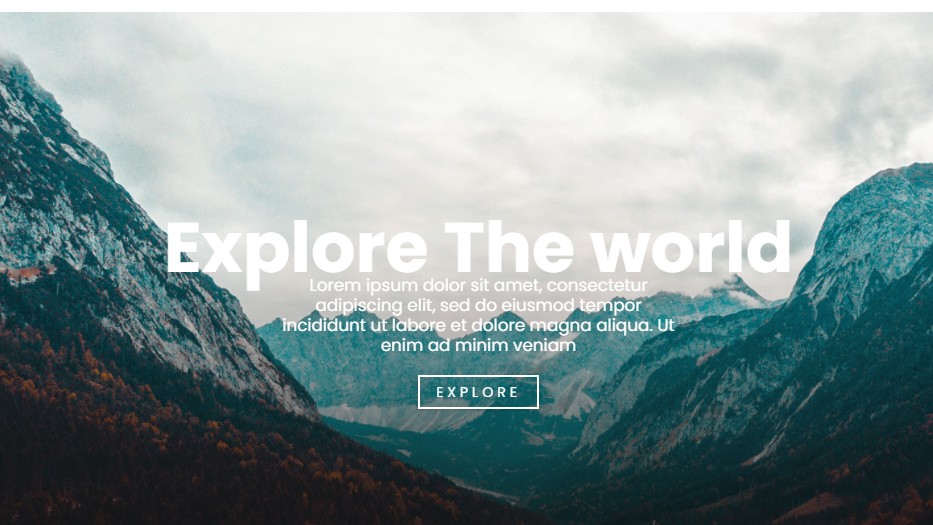 Explore The world
Lorem ipsum dolor sit amet, consectetur
adipiscing elit, sed do eiusmod tempor
incididunt ut labore et dolore magna aliqua. Ut
enim ad minim veniam
EXPLORE